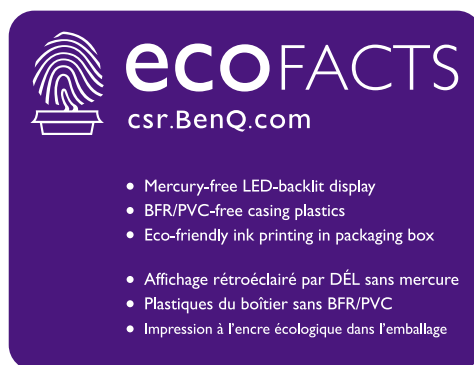 ecoFACTS
csr.BenQ.com
• Mercury-free LED-backlit display
• BFR/PVC-free casing plastics
• Eco-friendly ink printing in packaging box
• Affichage rétroéclairé par DÉL sans mercure
• Plastiques du boîtier sans BFR/PVC
• Impression à l'encre écologique dans l'emballage